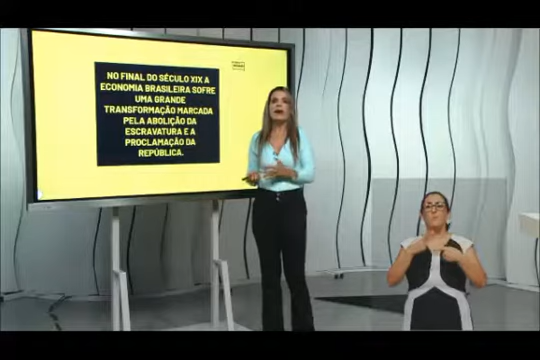 NO FINAL DO SÉCULO XIX A
ECONOMIA BRASILEIRA SOFRE
UMA GRANDE
TRANSFORMAÇÃO MARCADA
PELA ABOLIÇÃO DA
ESCRAVATURA E A
PROCLAMAÇÃO DA
REPÚBLICA.